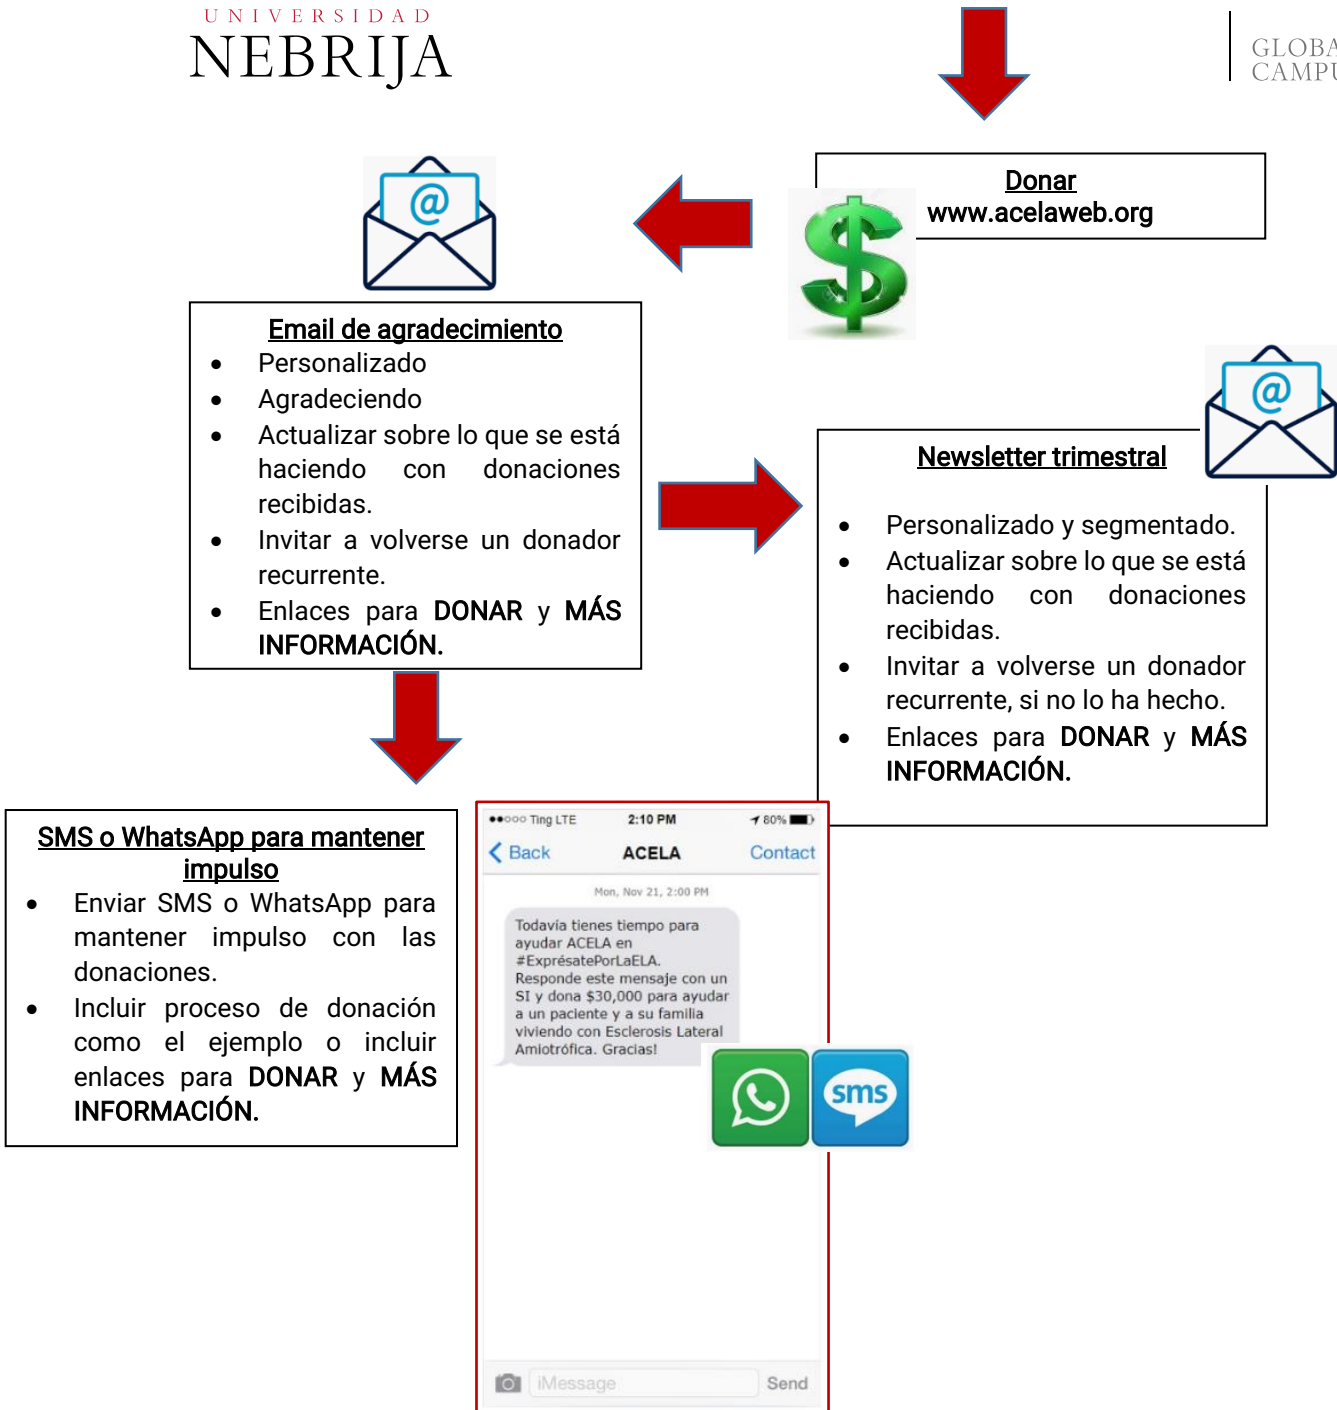 UNIVERSIDAD
NEBRIJA
Donar
www.acelaweb.org
@
Email de agradecimiento
• Personalizado
• Agradeciendo
• Actualizar sobre lo que se está
haciendo con donaciones
recibidas.
• Invitar a volverse un donador
recurrente.
• Enlaces para DONAR y MÁS
INFORMACIÓN.
@
Newsletter trimestral
• Personalizado y segmentado.
• Actualizar sobre lo que se está
haciendo con donaciones
recibidas.
• Invitar a volverse un donador
recurrente, si no lo ha hecho.
• Enlaces para DONAR y MÁS
INFORMACIÓN.
SMS o WhatsApp para mantener
impulso
• Enviar SMS o WhatsApp para
mantener impulso con las
donaciones.
• Incluir proceso de donación
como el ejemplo o incluir
enlaces para DONAR y MÁS
INFORMACIÓN.
Ting LTE 2:10 PM 80%
Back ACELA Contact
Mon, Nov 21, 2:00 PM
Todavía tienes tiempo para
ayudar ACELA en
#ExprésatePorLaELA.
Responde este mensaje con un
SI y dona $30,000 para ayudar
a un paciente y a su familia
viviendo con Esclerosis Lateral
Amiotrófica. Gracias!
sms
iMessage Send